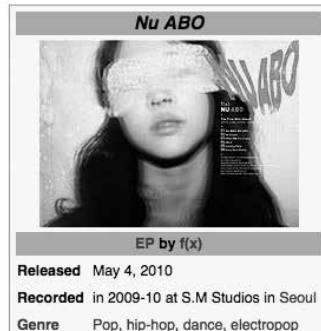 Nu ABO
NU ABO
f(x)
NU ABO
EP by f(x)
Released May 4, 2010
Recorded in 2009-10 at S.M Studios in Seoul
Genre Pop, hip-hop, dance, electropop